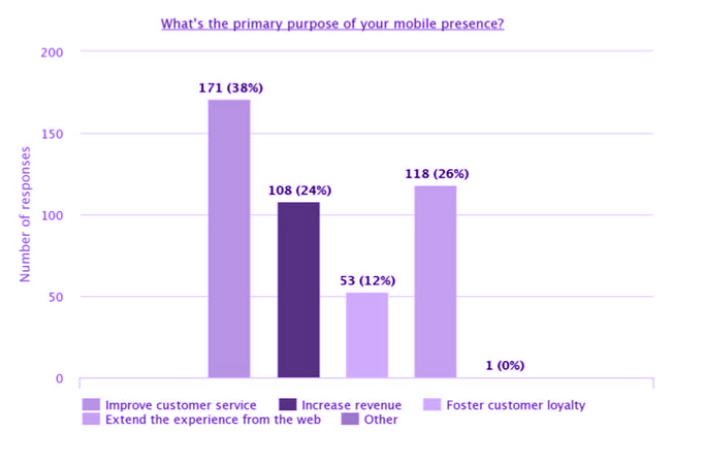 What's the primary purpose of your mobile presence?
200
171 (38%)
150
118 (26%)
108 (24%)
Number of responses
100
53 (12%)
50
1 (0%)
0
Improve customer service
Increase revenue
Foster customer loyalty
Extend the experience from the web
Other